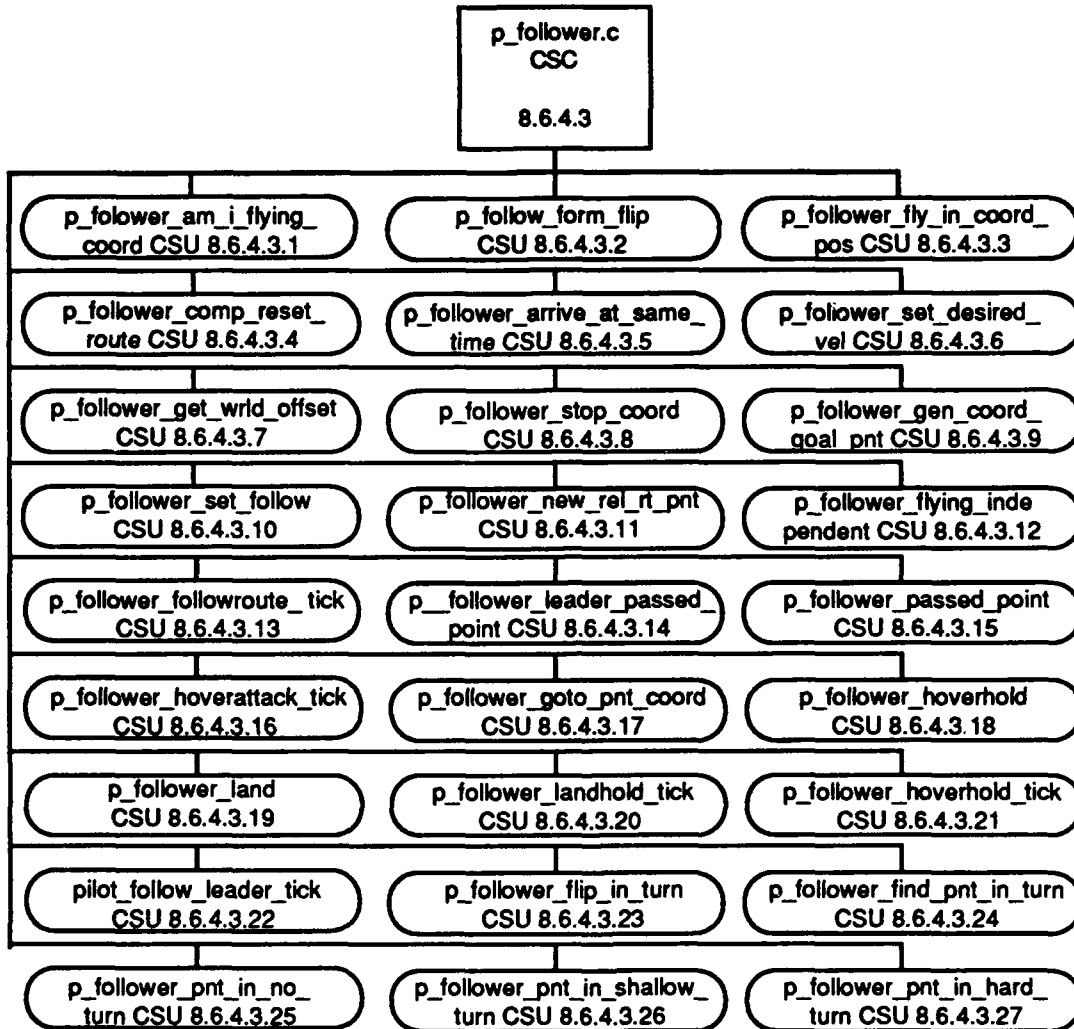 p_follower.c
CSC
8.6.4.3
p_folower_am_i_flying_
coord CSU 8.6.4.3.1
p_follow_form_flip
CSU 8.6.4.3.2
p_follower_fly_in_coord_
pos CSU 8.6.4.3.3
p_follower_comp_reset_
route CSU 8.6.4.3.4
p_follower_arrive_at_same_
time CSU 8.6.4.3.5
p_follower_set_desired_
vel CSU 8.6.4.3.6
p_follower_get_wrld_offset
CSU 8.6.4.3.7
p_follower_stop_coord
CSU 8.6.4.3.8
p_follower_gen_coord_
goal_pnt CSU 8.6.4.3.9
p_follower_set_follow
CSU 8.6.4.3.10
p_follower_new_rel_rt_pnt
CSU 8.6.4.3.11
p_follower_flying_inde
pendent CSU 8.6.4.3.12
p_follower_followroute_tick
CSU 8.6.4.3.13
p__follower_leader_passed_
point CSU 8.6.4.3.14
p_follower_passed_point
CSU 8.6.4.3.15
p_follower_hoverattack_tick
CSU 8.6.4.3.16
p_follower_goto_pnt_coord
CSU 8.6.4.3.17
p_follower_hoverhold
CSU 8.6.4.3.18
p_follower_land
CSU 8.6.4.3.19
p_follower_landhold_tick
CSU 8.6.4.3.20
p_follower_hoverhold_tick
CSU 8.6.4.3.21
pilot_follow_leader_tick
CSU 8.6.4.3.22
p_follower_flip_in_turn
CSU 8.6.4.3.23
p_follower_find_pnt_in_turn
CSU 8.6.4.3.24
p_follower_pnt_in_no_
turn CSU 8.6.4.3.25
p_follower_pnt_in_shallow_
turn CSU 8.6.4.3.26
p_follower_pnt_in_hard_
turn CSU 8.6.4.3.27